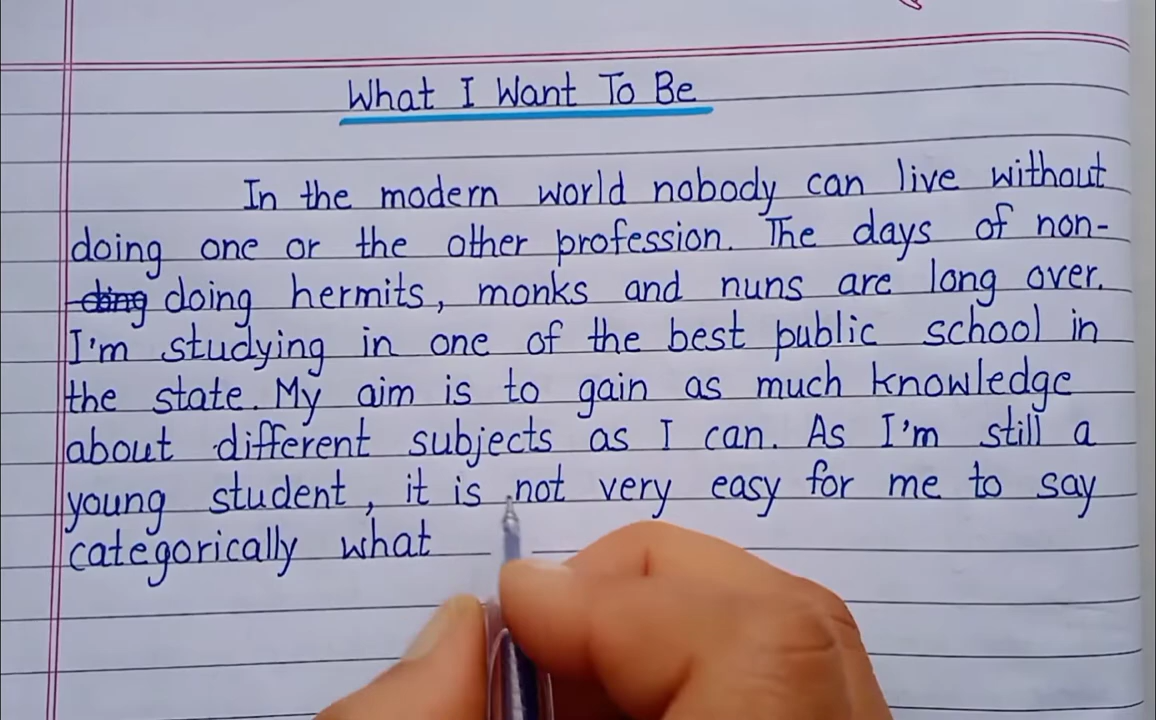 What I Want To Be
In the modern world nobody can live without
doing one or the other profession. The days of non-
doing doing hermits, monks and nuns are long over.
I'm studying in one of the best public school in
the state. My aim is to gain as much knowledge
about different subjects as I can. As I'm still a
young student, it is not very easy for me to say
categorically what